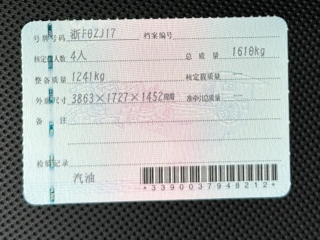 号牌号码 浙F0ZJ17 档案编号
核定载人数 4人 总质量 1610kg
整备质量 1241kg 核定载质量
外廓尺寸 3863×1727×1452mm 准牵引总质量
备注
检验记录
汽油
*3390037948212*